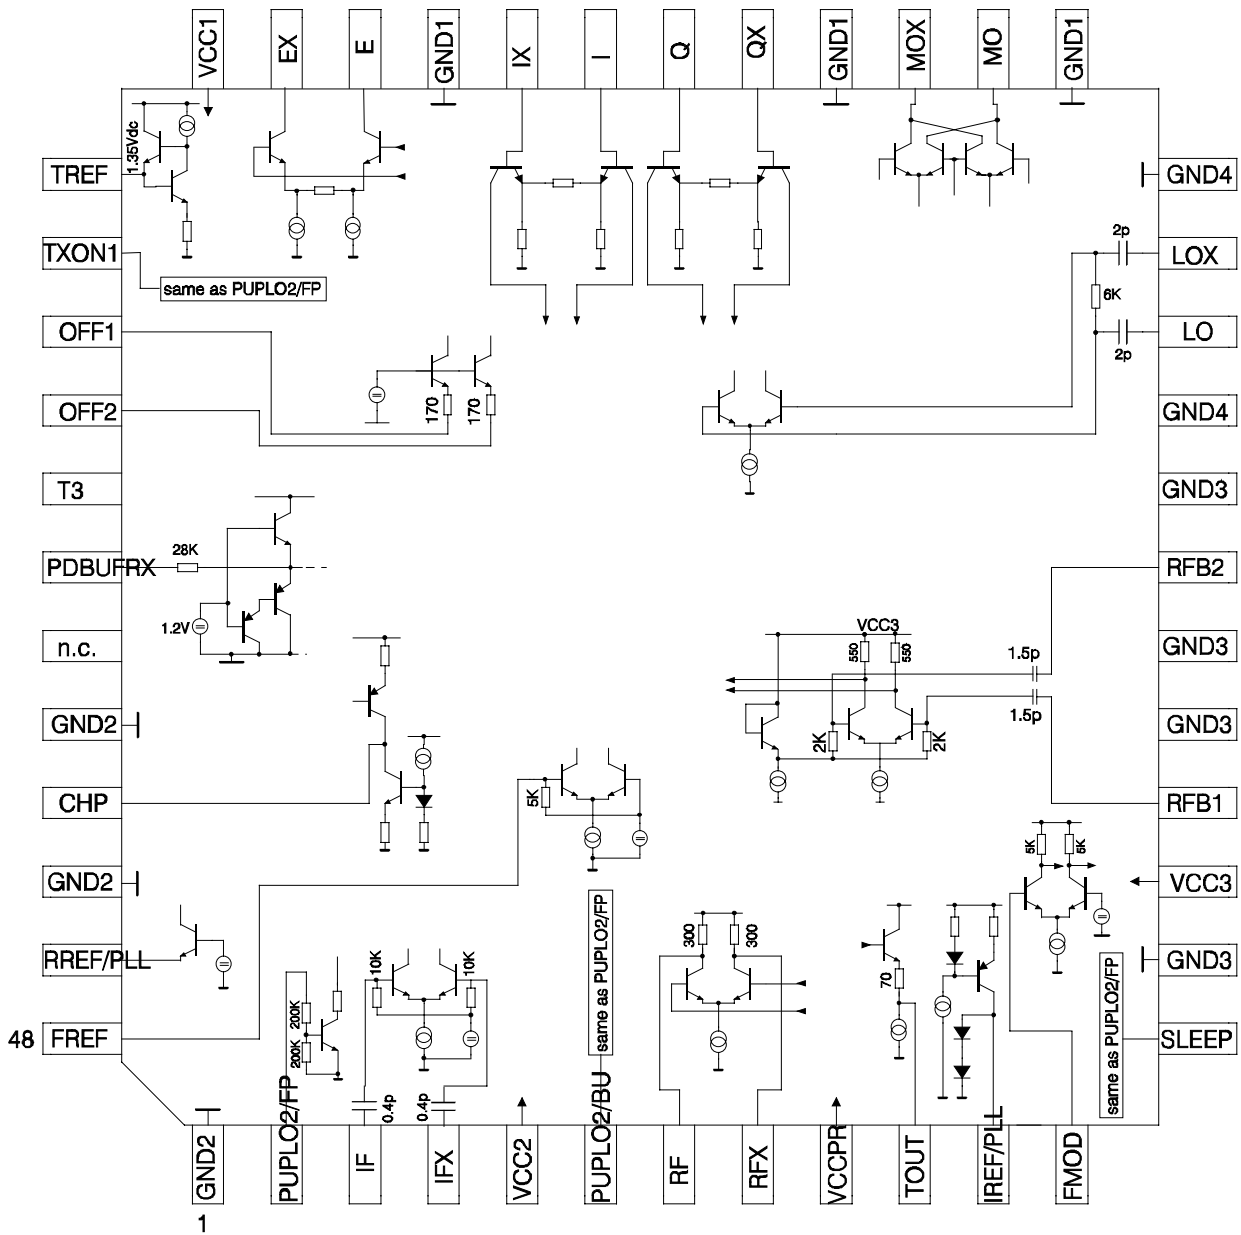 VCC1
EX
E
GND1
IX
I
Q
QX
GND1
MOX
MO
GND1
1.35Vdc
TREF
GND4
TXON1
same as PUPLO2/FP
2p
LOX
6K
OFF1
LO
2p
OFF2
170
170
GND4
T3
GND3
28K
PDBUFRX
RFB2
1.2V
n.c.
VCC3
550
550
1.5p
GND3
GND2
1.5p
GND3
2K
2K
CHP
5K
RFB1
5K
5K
GND2
VCC3
same as PUPLO2/FP
300
300
RREF/PLL
10K
10K
70
GND3
same as PUPLO2/FP
200K
48
FREF
200K
SLEEP
0.4p
0.4p
GND2
PUPLO2/FP
IF
IFX
VCC2
PUPLO2/BU
RF
RFX
VCCPR
TOUT
IREF/PLL
FMOD
1